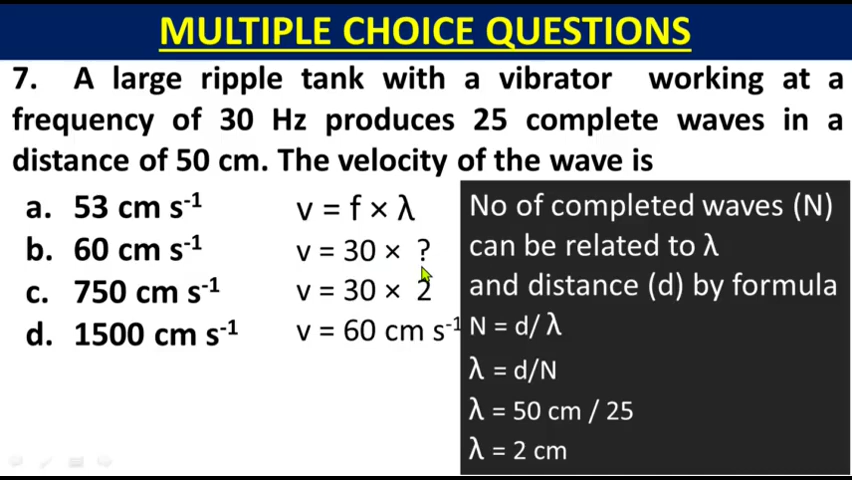 MULTIPLE CHOICE QUESTIONS
7. A large ripple tank with a vibrator working at a
frequency of 30 Hz produces 25 complete waves in a
distance of 50 cm. The velocity of the wave is
a. 53 cm s⁻¹
b. 60 cm s⁻¹
c. 750 cm s⁻¹
d. 1500 cm s⁻¹
v = f × λ
v = 30 × ?
v = 30 × 2
v = 60 cm s⁻¹
No of completed waves (N)
can be related to λ
and distance (d) by formula
N = d/ λ
λ = d/N
λ = 50 cm / 25
λ = 2 cm